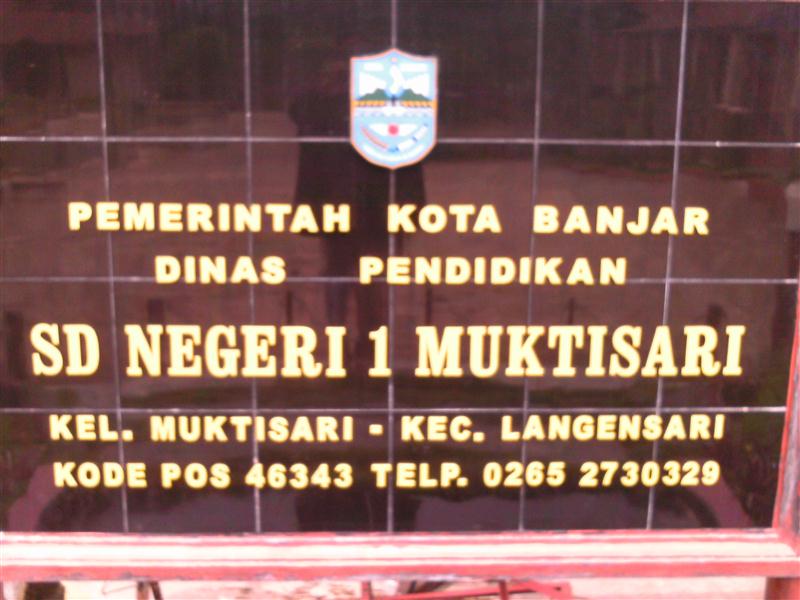 PEMERINTAH KOTA BANJAR
DINAS PENDIDIKAN
SD NEGERI 1 MUKTISARI
KEL. MUKTISARI - KEC. LANGENSARI
KODE POS 46343 TELP. 0265 2730329